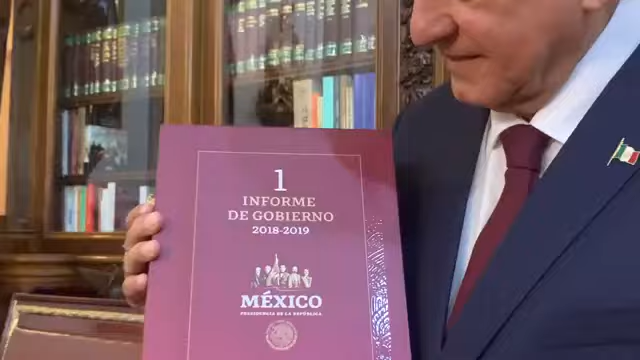 1
INFORME
DE GOBIERNO
2018-2019
MÉXICO
PRESIDENCIA DE LA REPÚBLICA